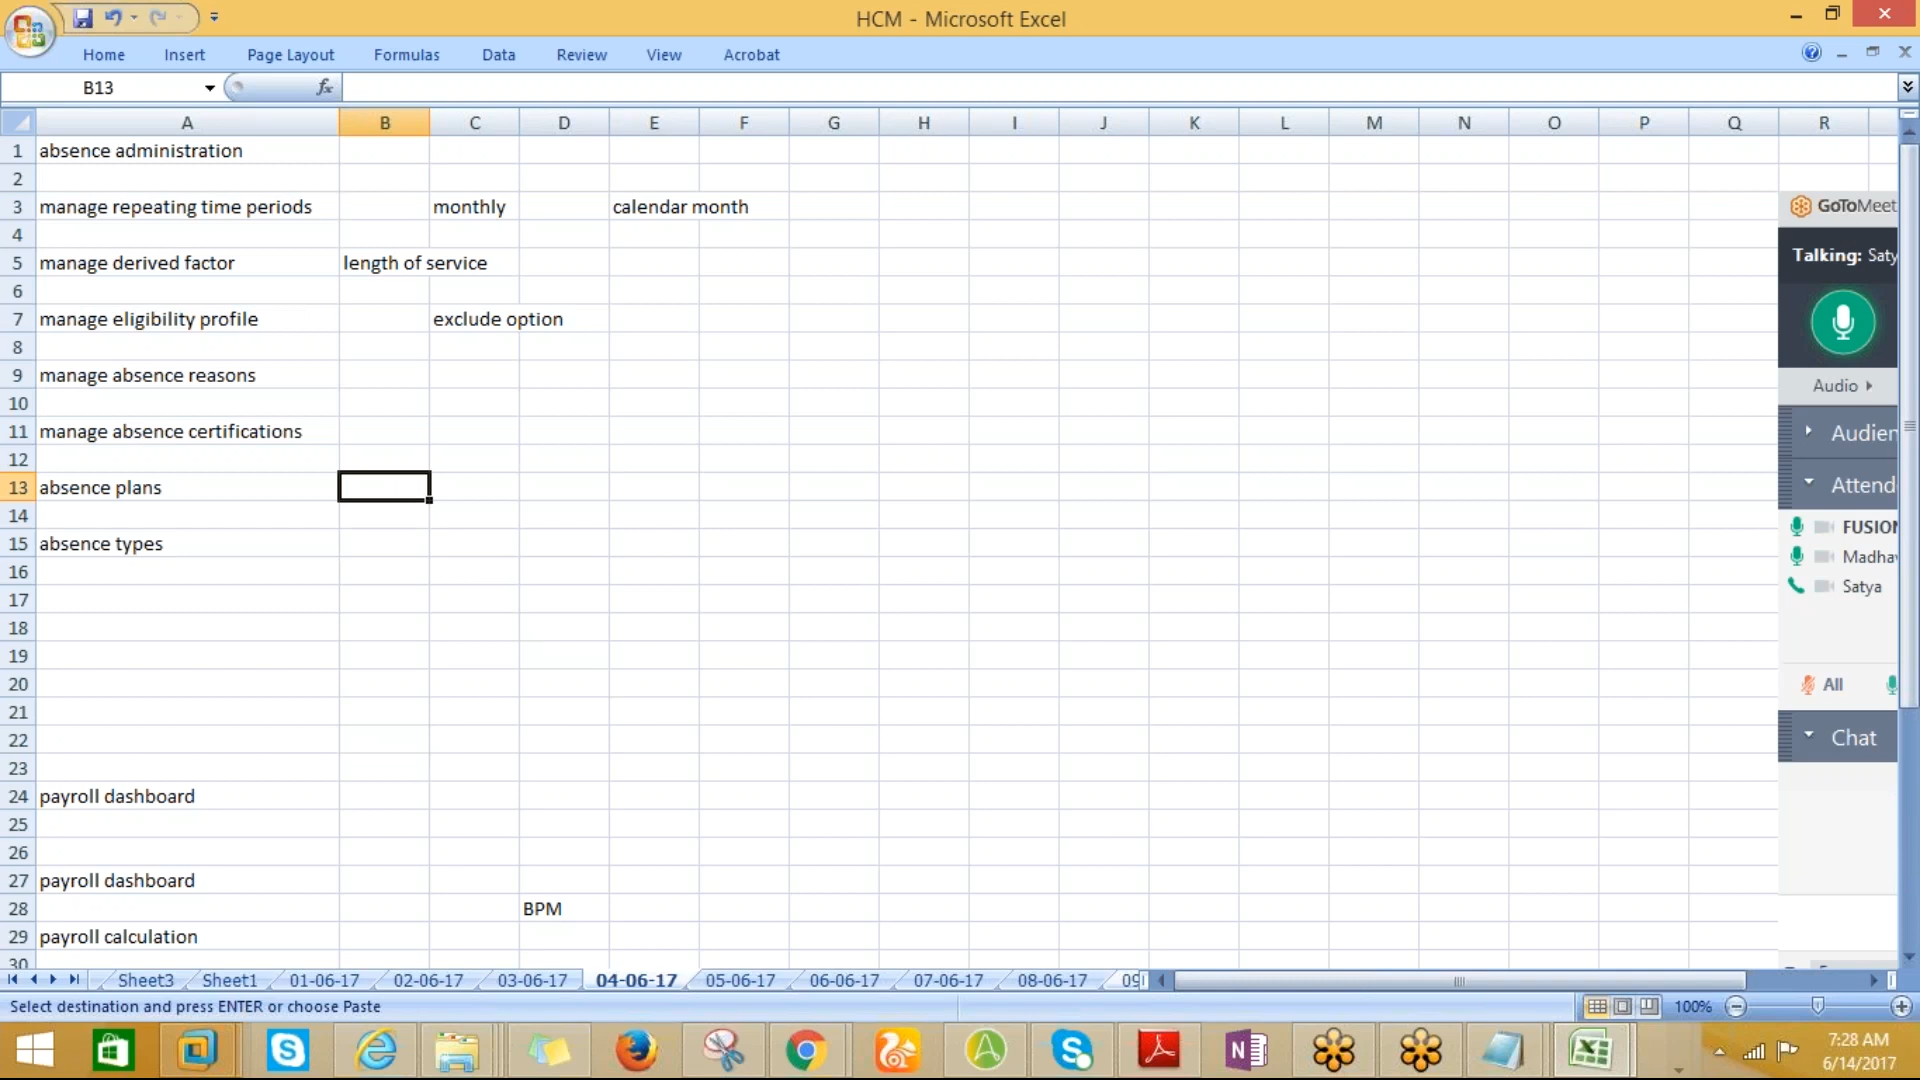 HCM - Microsoft Excel
Home Insert Page Layout Formulas Data Review View Acrobat
B13 fx
A B C D E F G H I J K L M N O P Q R
1 absence administration
2
3 manage repeating time periods monthly calendar month
4
5 manage derived factor length of service
6
7 manage eligibility profile exclude option
8
9 manage absence reasons
10
11 manage absence certifications
12
13 absence plans
14
15 absence types
16
17
18
19
20
21
22
23
24 payroll dashboard
25
26
27 payroll dashboard
28 BPM
29 payroll calculation
30
GoToMeet
Talking: Saty
Audio
Audien
Attend
FUSION
Madhav
Satya
All
Chat
Sheet3 Sheet1 01-06-17 02-06-17 03-06-17 04-06-17 05-06-17 06-06-17 07-06-17 08-06-17 09
Select destination and press ENTER or choose Paste 100%
7:28 AM
6/14/2017